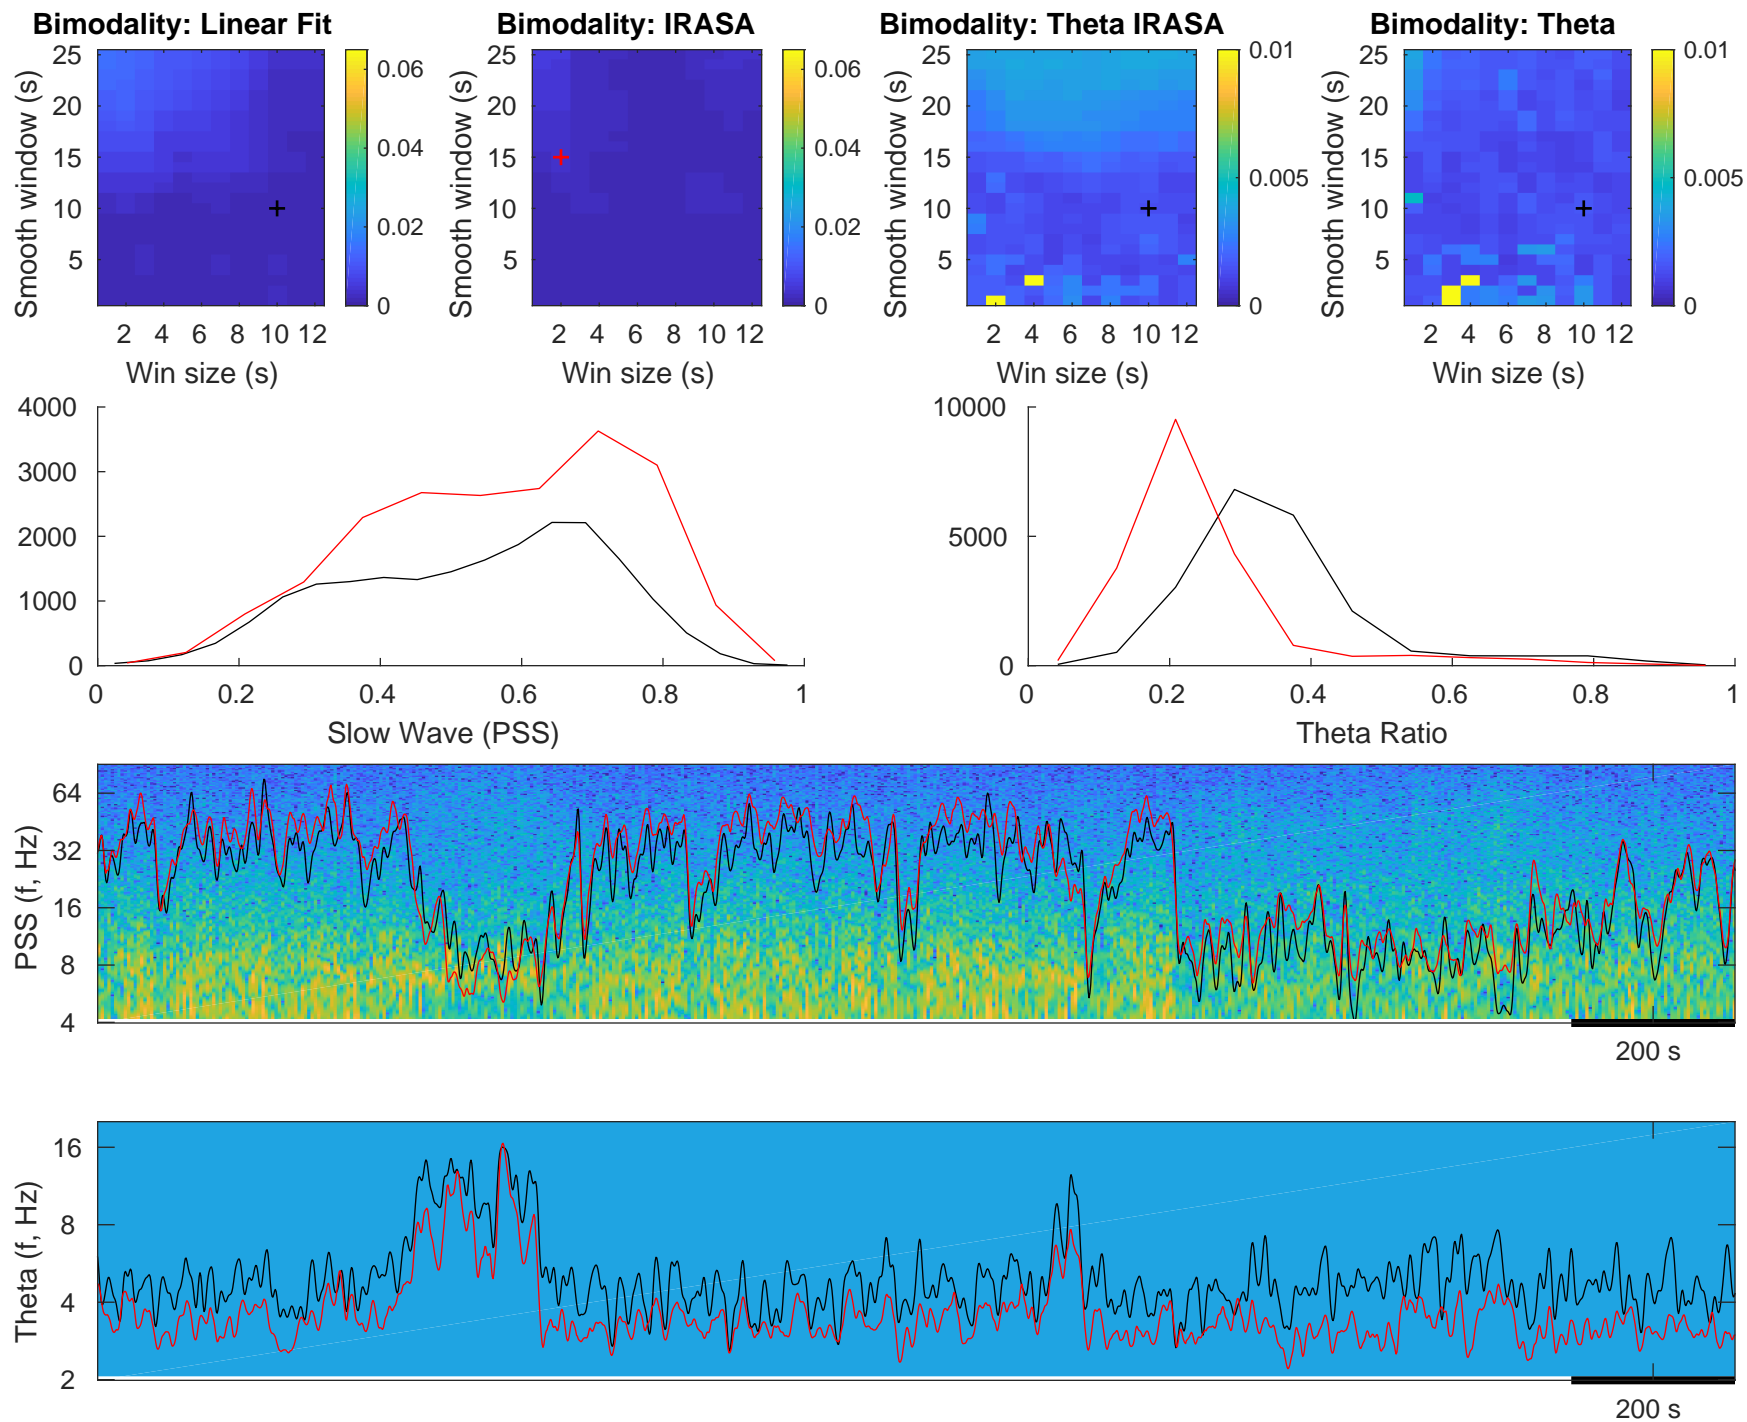 Bimodality: Linear Fit
Smooth window (s)
25
20
15
10
5
2 4 6 8 10 12
Win size (s)
0.06
0.04
0.02
0
Bimodality: IRASA
Smooth window (s)
25
20
15
10
5
2 4 6 8 10 12
Win size (s)
0.06
0.04
0.02
0
Bimodality: Theta IRASA
Smooth window (s)
25
20
15
10
5
2 4 6 8 10 12
Win size (s)
0.01
0.005
0
Bimodality: Theta
Smooth window (s)
25
20
15
10
5
2 4 6 8 10 12
Win size (s)
0.01
0.005
0
4000
3000
2000
1000
0
0 0.2 0.4 0.6 0.8 1
Slow Wave (PSS)
10000
5000
0
0 0.2 0.4 0.6 0.8 1
Theta Ratio
PSS (f, Hz)
64
32
16
8
4
200 s
Theta (f, Hz)
16
8
4
2
200 s